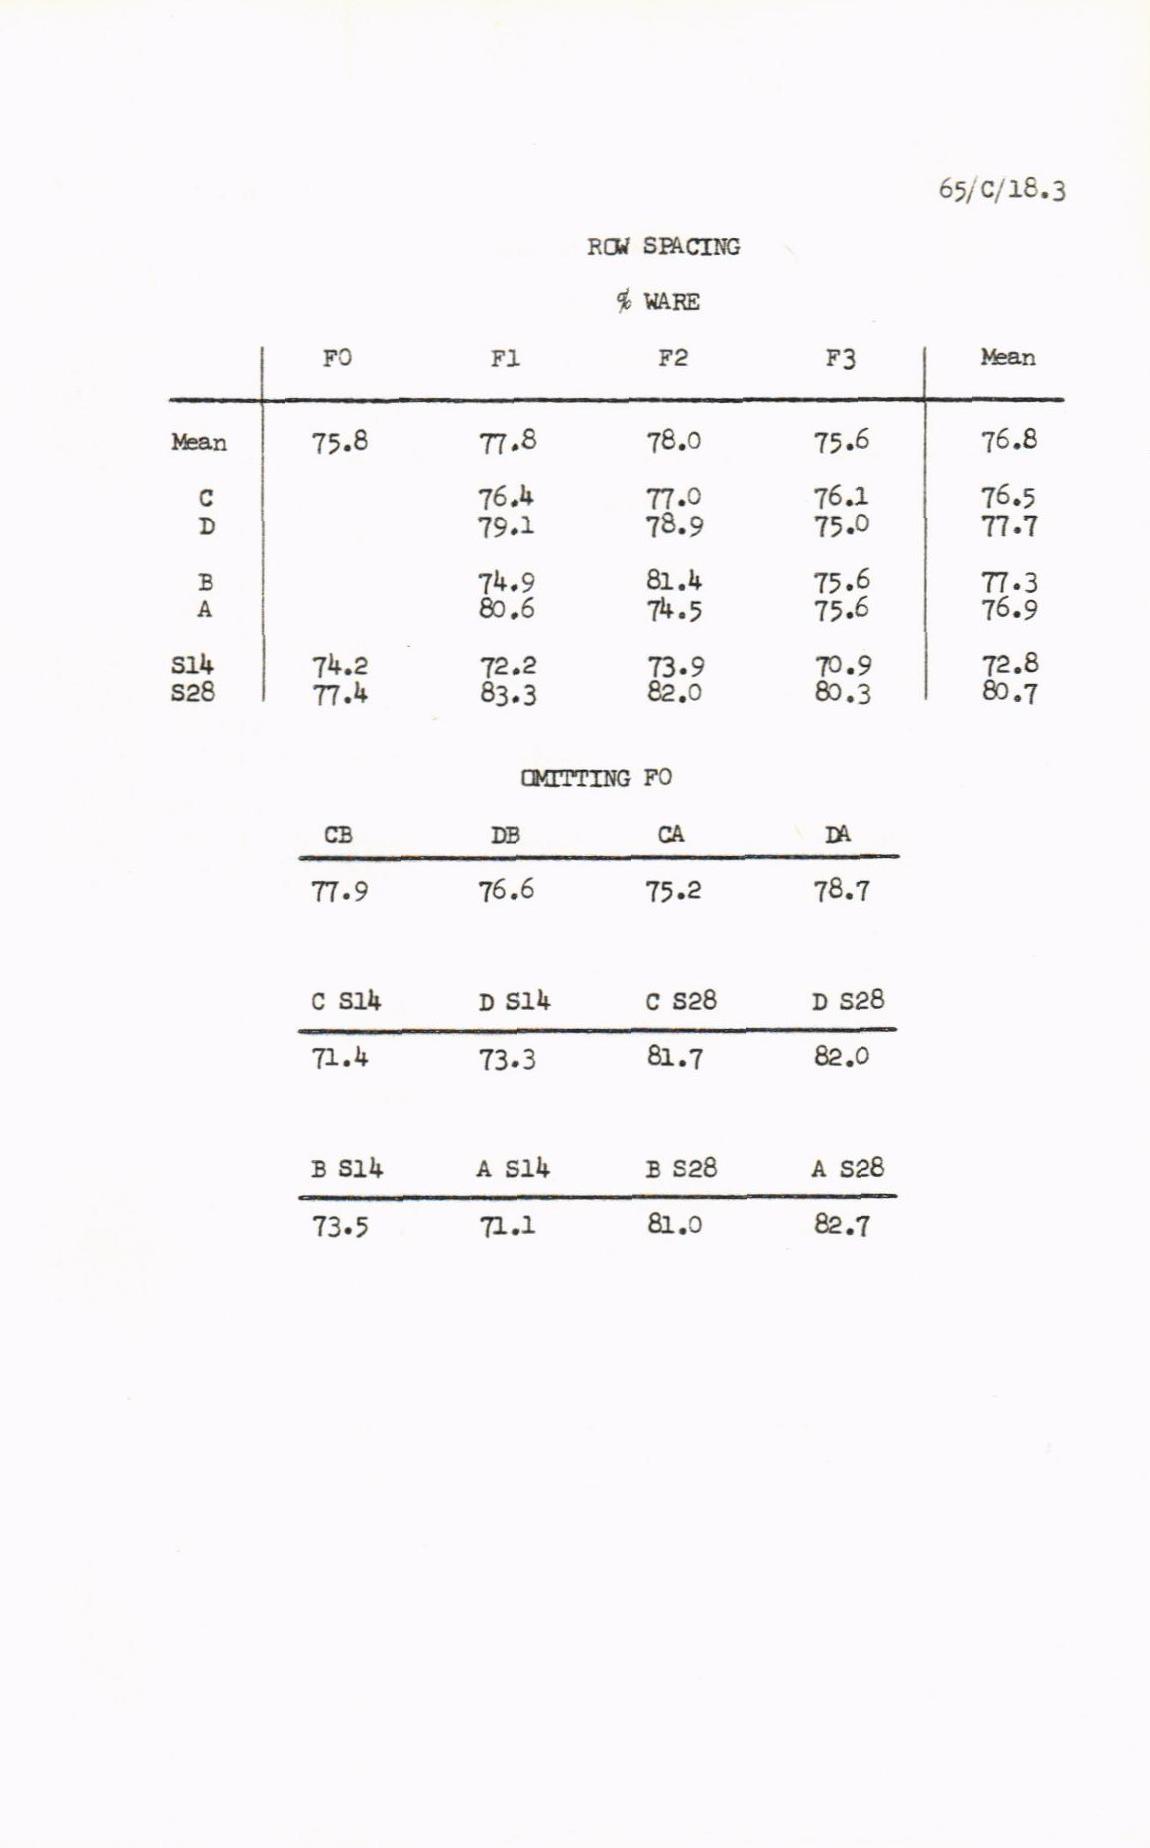 65/C/18.3
ROW SPACING
% WARE
F0 F1 F2 F3 Mean
Mean 75.8 77.8 78.0 75.6 76.8
C 76.4 77.0 76.1 76.5
D 79.1 78.9 75.0 77.7
B 74.9 81.4 75.6 77.3
A 80.6 74.5 75.6 76.9
S14 74.2 72.2 73.9 70.9 72.8
S28 77.4 83.3 82.0 80.3 80.7
OMITTING F0
CB DB CA DA
77.9 76.6 75.2 78.7
C S14 D S14 C S28 D S28
71.4 73.3 81.7 82.0
B S14 A S14 B S28 A S28
73.5 71.1 81.0 82.7